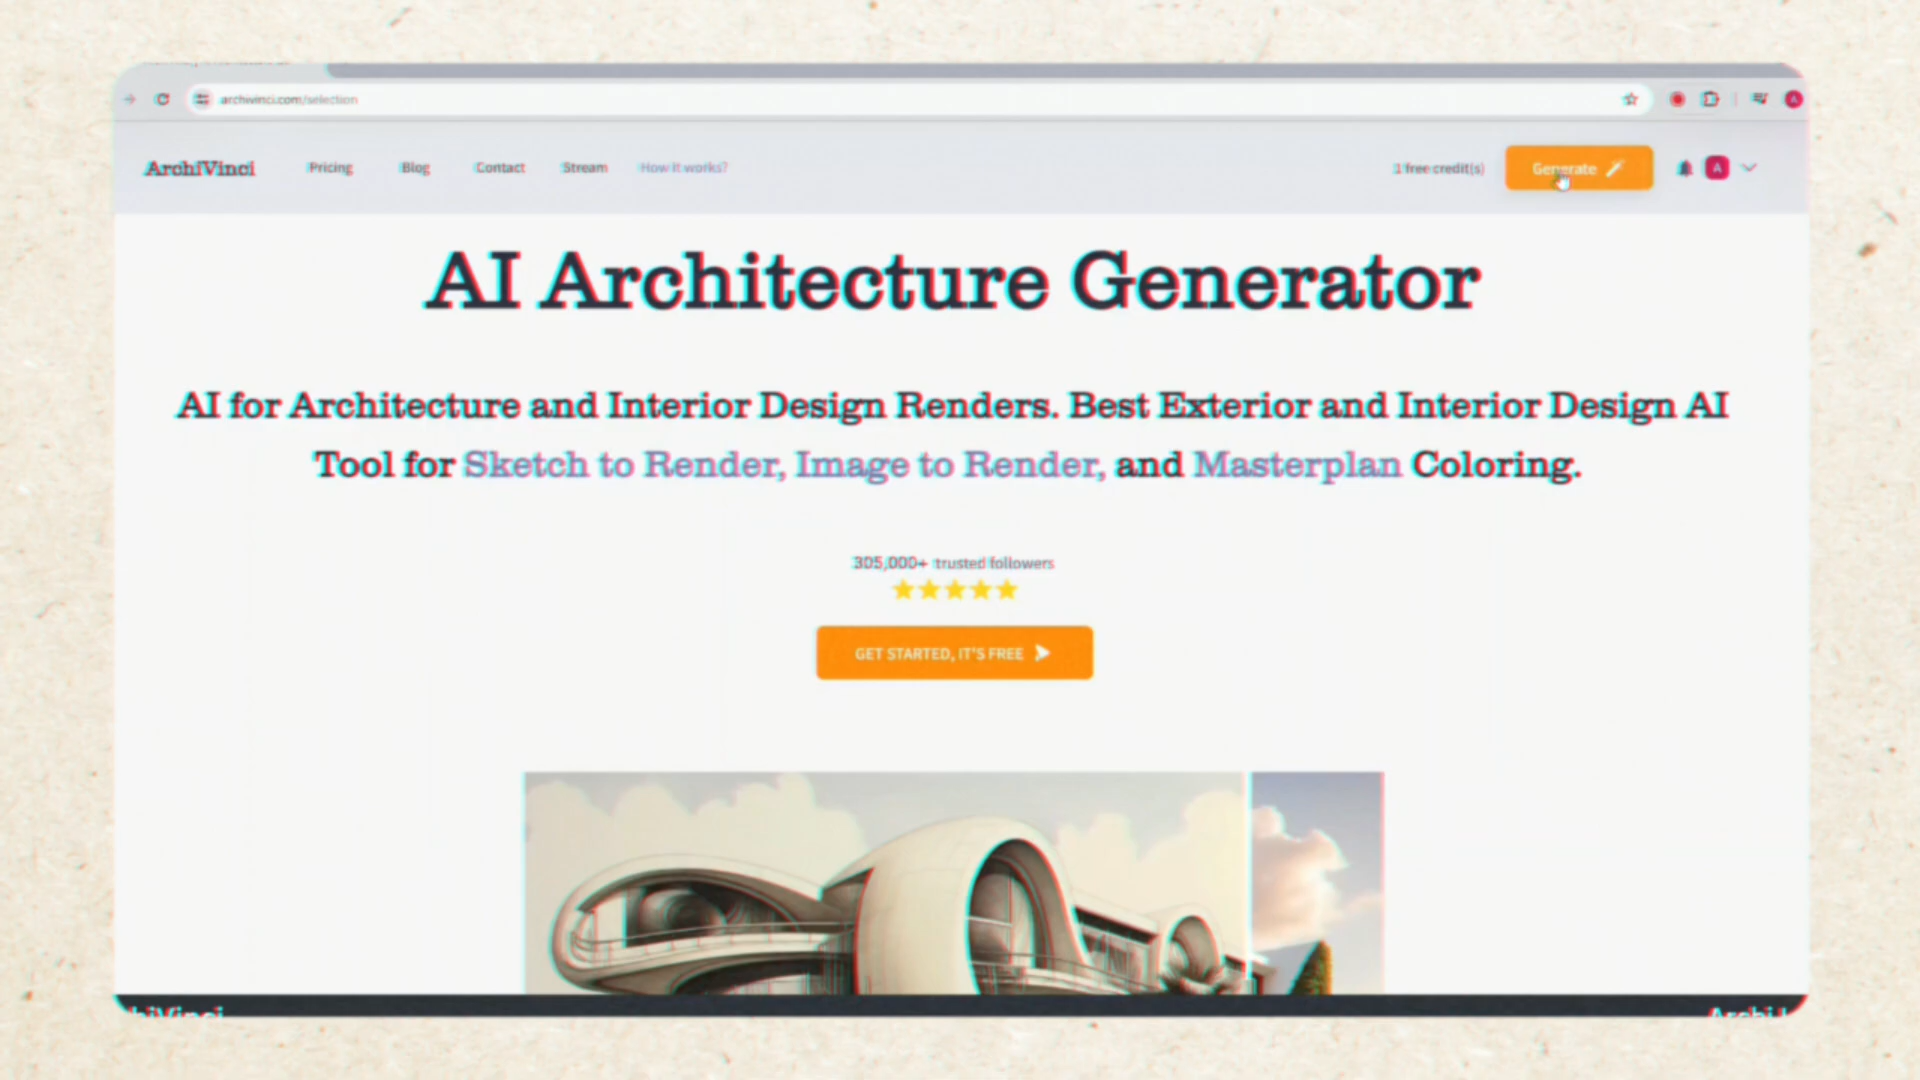 archivinci.com/selection
ArchiVinci Pricing Blog Contact Stream How it works? 1 free credit(s) Generate A
AI Architecture Generator
AI for Architecture and Interior Design Renders. Best Exterior and Interior Design AI
Tool for Sketch to Render, Image to Render, and Masterplan Coloring.
305,000+ trusted followers
GET STARTED, IT'S FREE